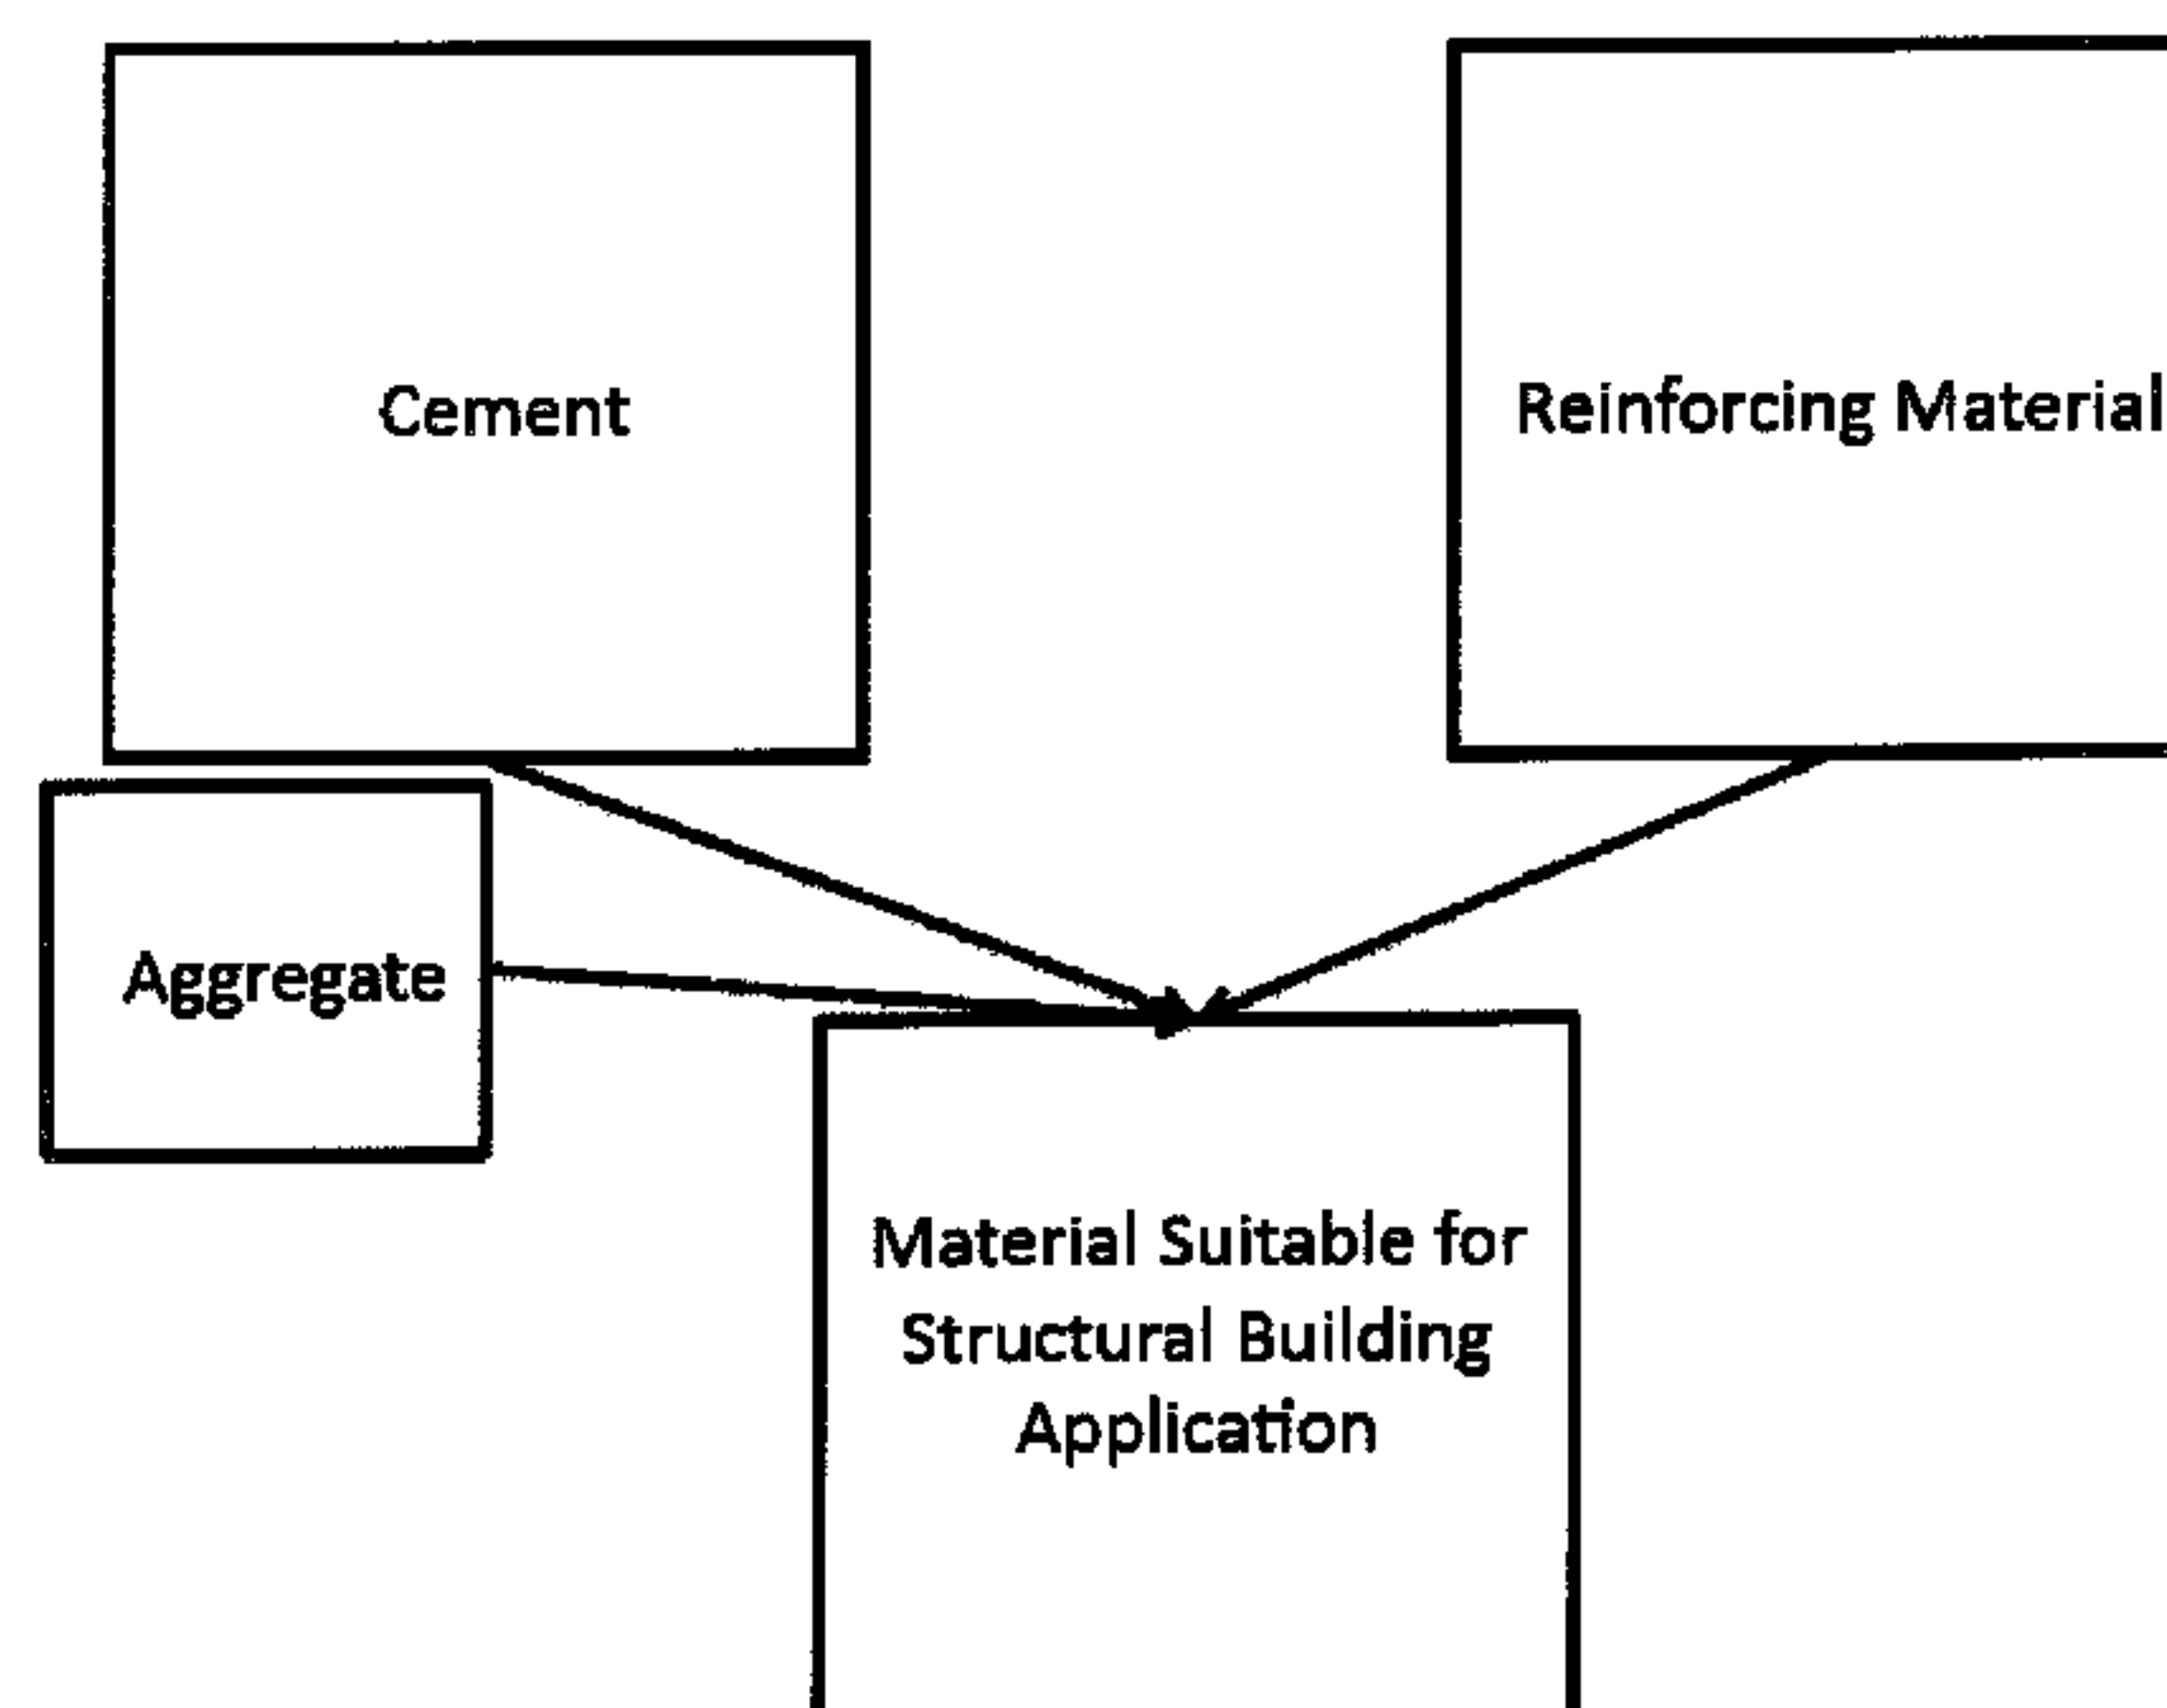 Cement
Reinforcing Material
Aggregate
Material Suitable for
Structural Building
Application